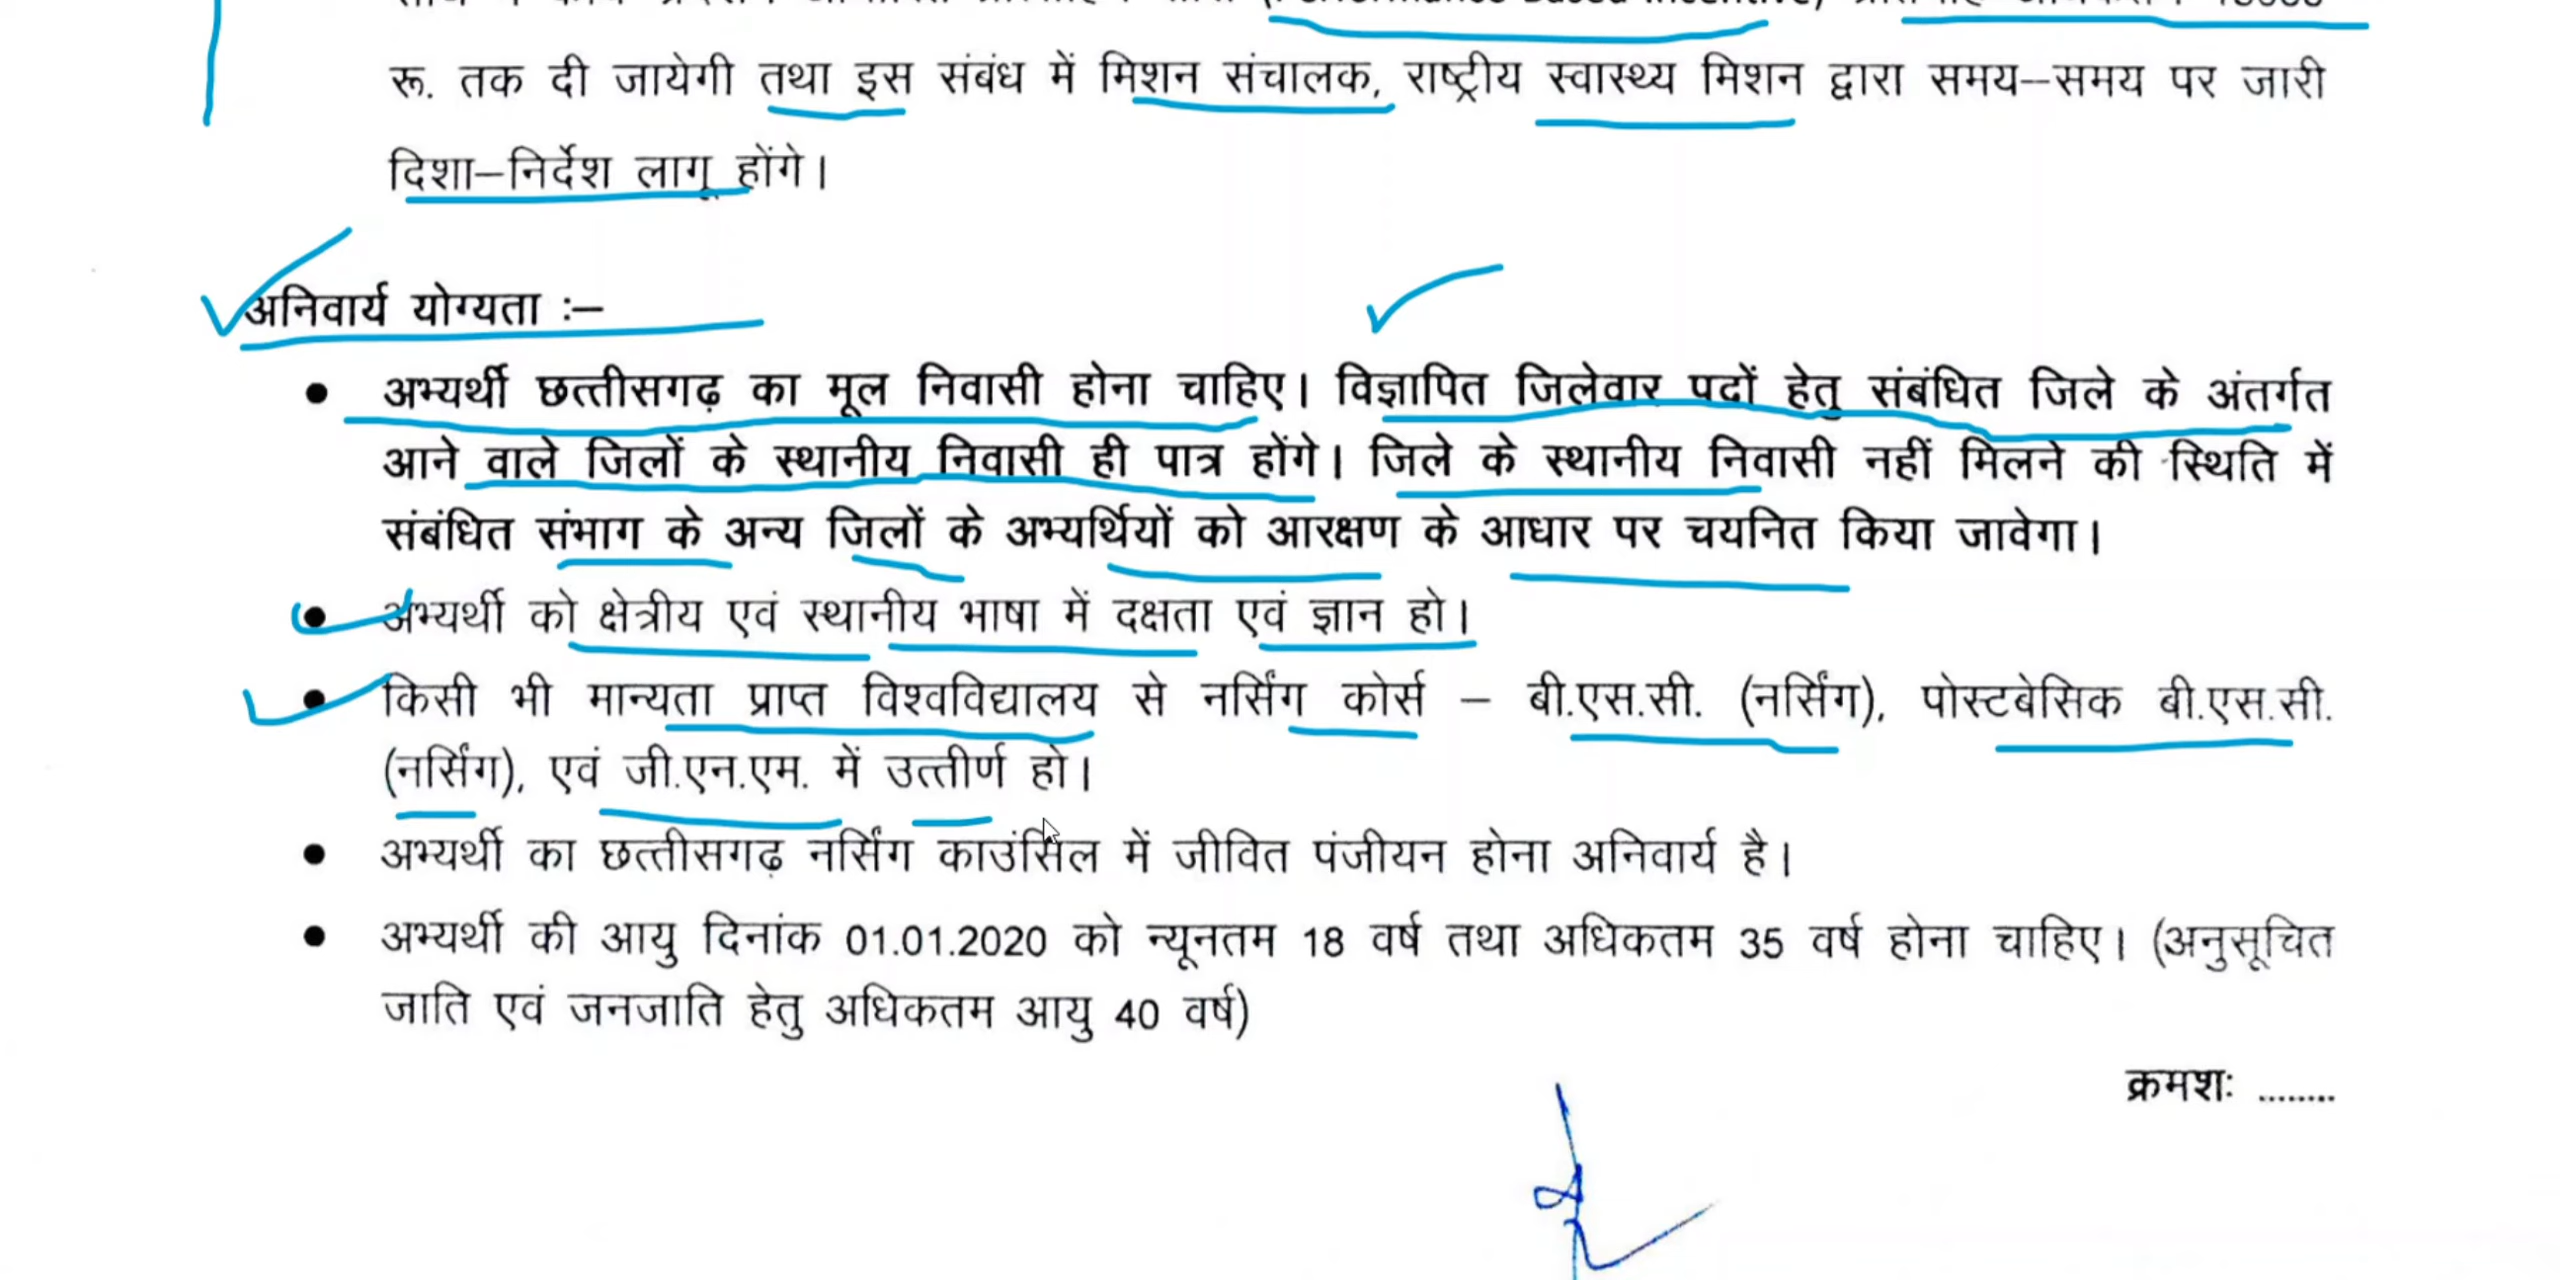 (Performance Based Incentive)
रू. तक दी जायेगी तथा इस संबंध में मिशन संचालक, राष्ट्रीय स्वास्थ्य मिशन द्वारा समय–समय पर जारी
दिशा–निर्देश लागू होंगे।
अनिवार्य योग्यता :–
● अभ्यर्थी छत्तीसगढ़ का मूल निवासी होना चाहिए। विज्ञापित जिलेवार पदों हेतु संबंधित जिले के अंतर्गत
आने वाले जिलों के स्थानीय निवासी ही पात्र होंगे। जिले के स्थानीय निवासी नहीं मिलने की स्थिति में
संबंधित संभाग के अन्य जिलों के अभ्यर्थियों को आरक्षण के आधार पर चयनित किया जावेगा।
● अभ्यर्थी को क्षेत्रीय एवं स्थानीय भाषा में दक्षता एवं ज्ञान हो।
● किसी भी मान्यता प्राप्त विश्वविद्यालय से नर्सिंग कोर्स – बी.एस.सी. (नर्सिंग), पोस्टबेसिक बी.एस.सी.
(नर्सिंग), एवं जी.एन.एम. में उत्तीर्ण हो।
● अभ्यर्थी का छत्तीसगढ़ नर्सिंग काउंसिल में जीवित पंजीयन होना अनिवार्य है।
● अभ्यर्थी की आयु दिनांक 01.01.2020 को न्यूनतम 18 वर्ष तथा अधिकतम 35 वर्ष होना चाहिए। (अनुसूचित
जाति एवं जनजाति हेतु अधिकतम आयु 40 वर्ष)
क्रमशः ........